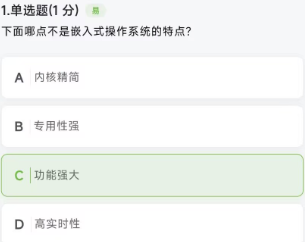 1.单选题(1 分) 易
下面哪点不是嵌入式操作系统的特点?
A 内核精简
B 专用性强
C 功能强大
D 高实时性